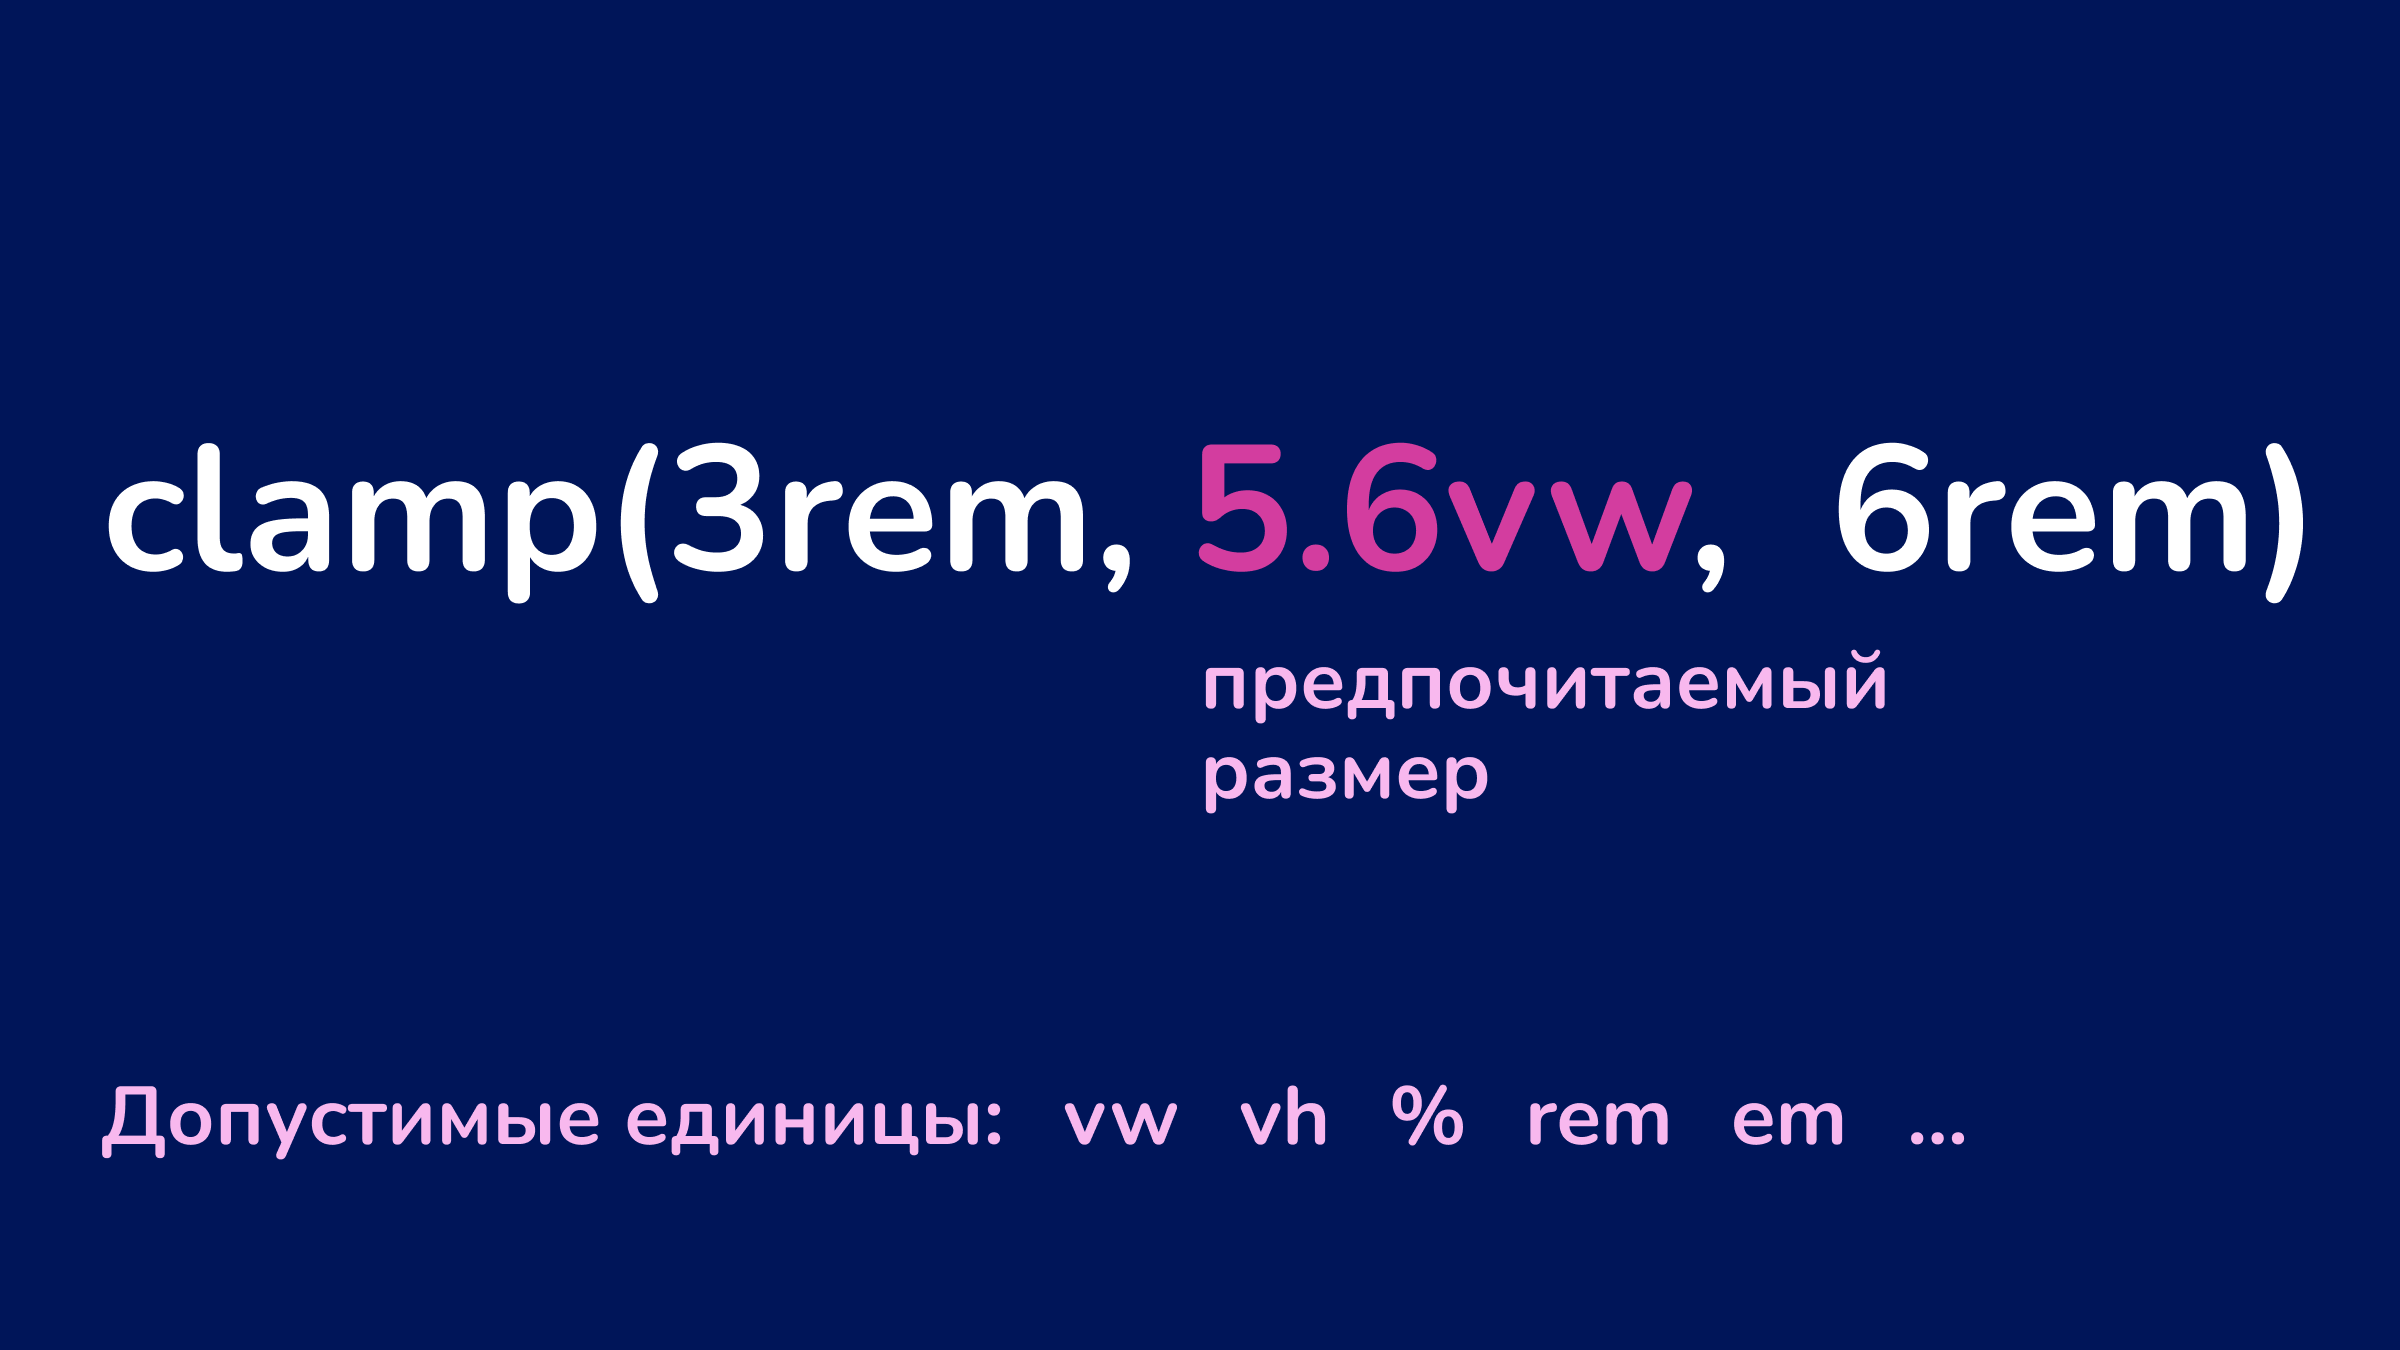 clamp(3rem, 5.6vw, 6rem)
предпочитаемый
размер
Допустимые единицы: vw vh % rem em ...